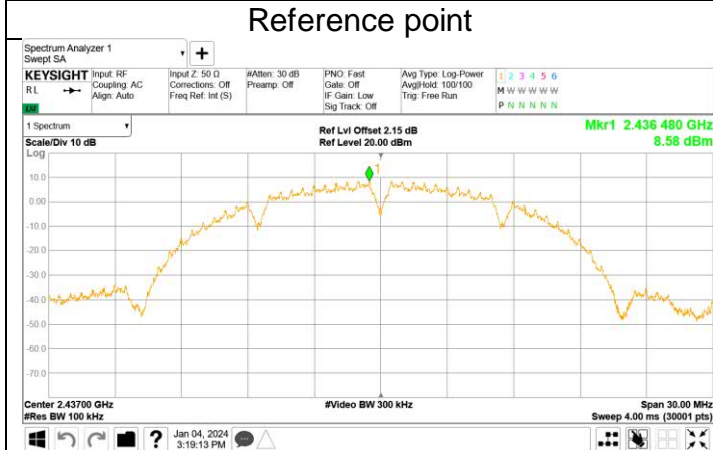 Reference point
Spectrum Analyzer 1
Swept SA
+
KEYSIGHT Input: RF Input Z: 50 Ω #Atten: 30 dB PNO: Fast Avg Type: Log-Power 1 2 3 4 5 6
R L Coupling: AC Corrections: Off Preamp: Off Gate: Off Avg|Hold: 100/100 M W W W W W
Align: Auto Freq Ref: Int (S) IF Gain: Low Trig: Free Run
Sig Track: Off P N N N N N
1 Spectrum
Ref Lvl Offset 2.15 dB Mkr1 2.436 480 GHz
Scale/Div 10 dB Ref Level 20.00 dBm 8.58 dBm
Log
1
10.0
0.00
-10.0
-20.0
-30.0
-40.0
-50.0
-60.0
-70.0
Center 2.43700 GHz #Video BW 300 kHz Span 30.00 MHz
#Res BW 100 kHz Sweep 4.00 ms (30001 pts)
? Jan 04, 2024
3:19:13 PM